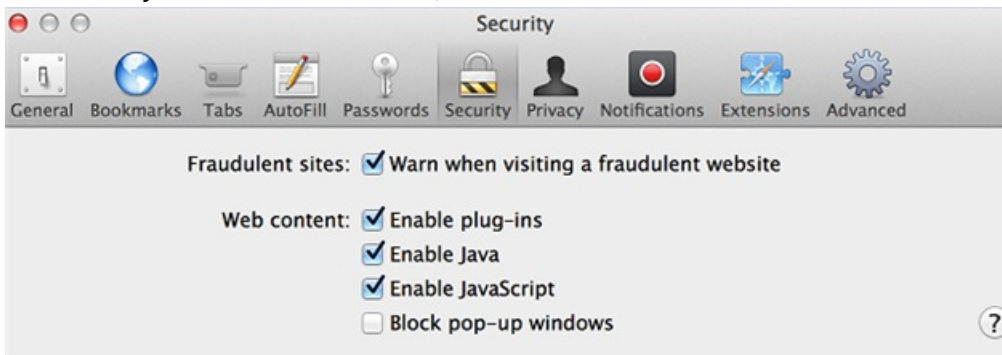 Security
General Bookmarks Tabs AutoFill Passwords Security Privacy Notifications Extensions Advanced
Fraudulent sites: Warn when visiting a fraudulent website
Web content: Enable plug-ins
Enable Java
Enable JavaScript
Block pop-up windows
?